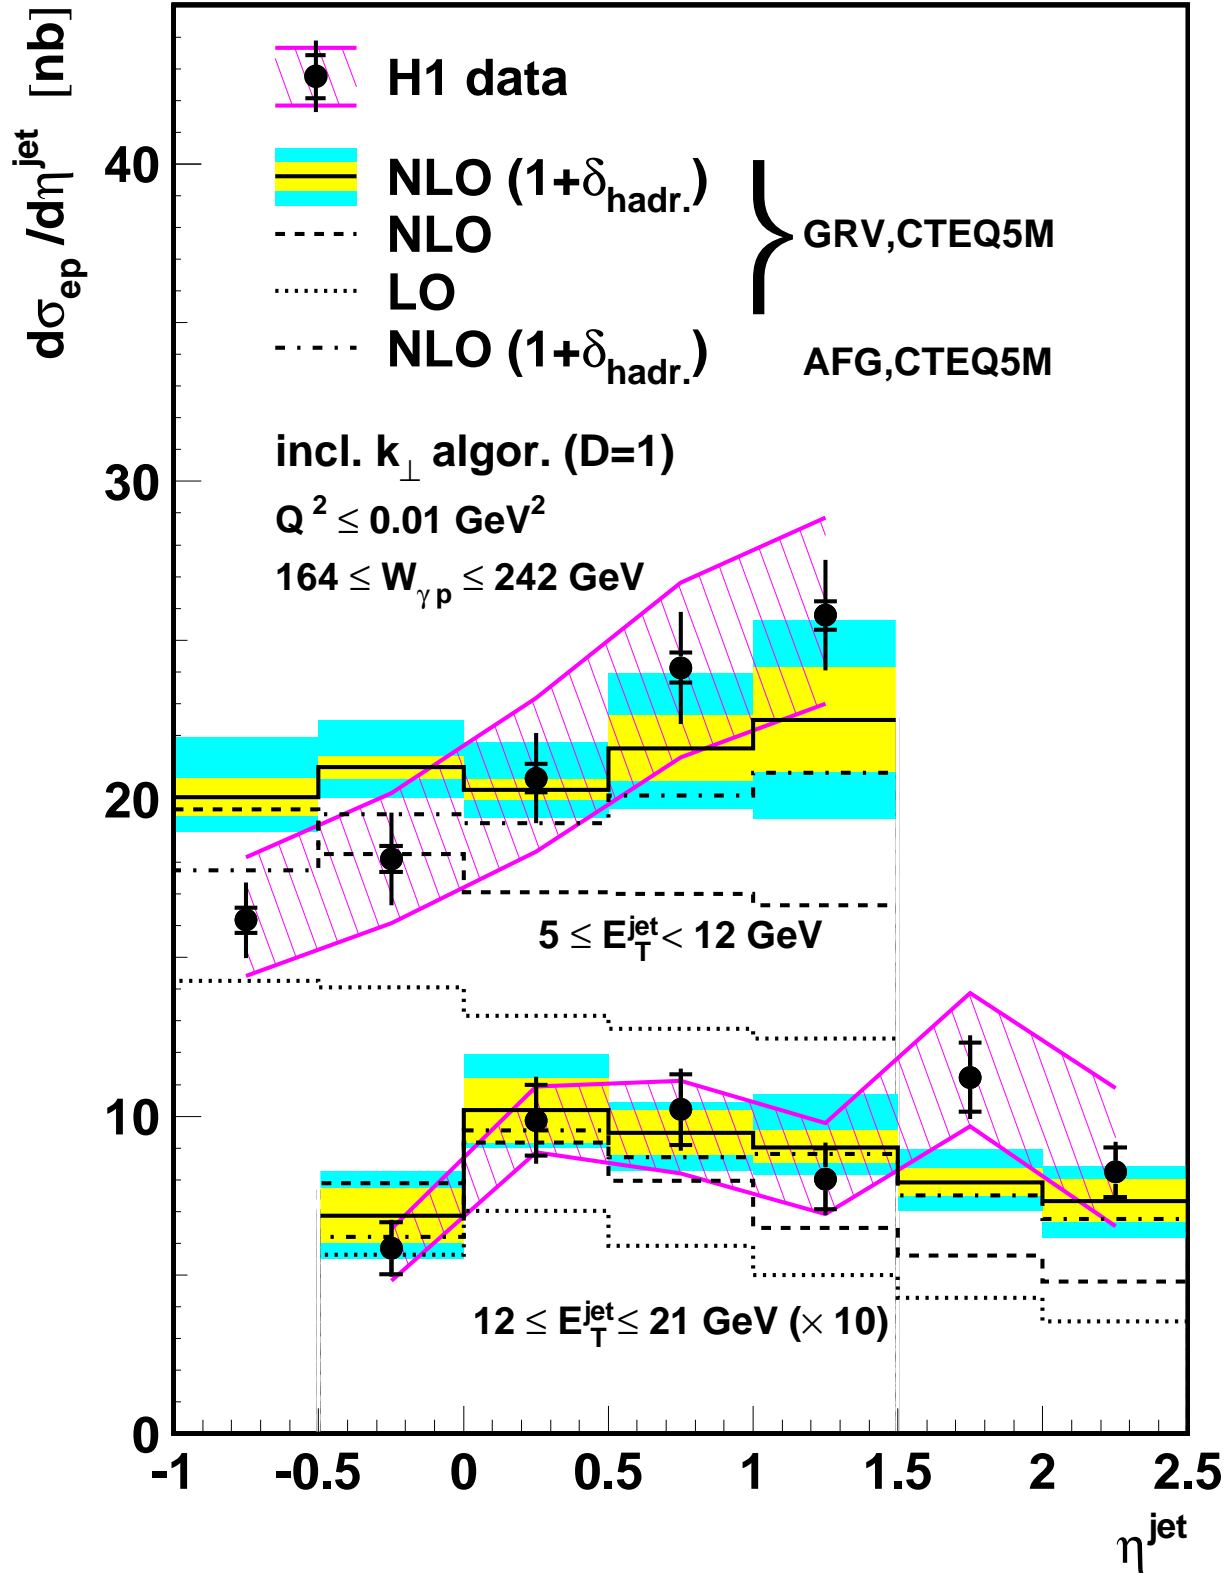 dσep/dηjet [nb]
H1 data
NLO (1+δhadr.)
NLO
GRV,CTEQ5M
LO
NLO (1+δhadr.)
AFG,CTEQ5M
incl. k⊥ algor. (D=1)
Q2 ≤ 0.01 GeV2
164 ≤ Wγp ≤ 242 GeV
5 ≤ ETjet < 12 GeV
12 ≤ ETjet ≤ 21 GeV (× 10)
40
30
20
10
0
-1 -0.5 0 0.5 1 1.5 2 2.5
ηjet